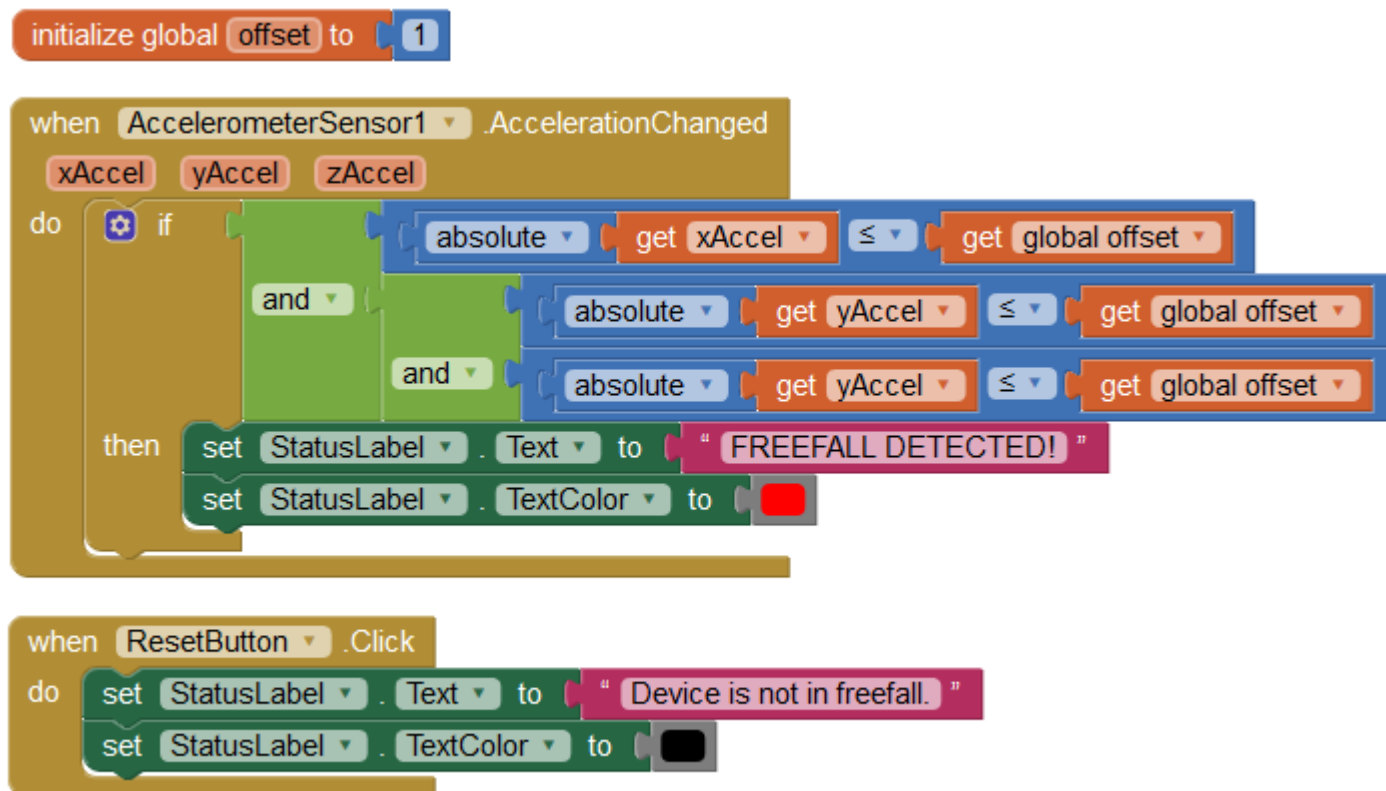 initialize global offset to 1
when AccelerometerSensor1 .AccelerationChanged
xAccel yAccel zAccel
do if absolute get xAccel ≤ get global offset
and absolute get yAccel ≤ get global offset
and absolute get yAccel ≤ get global offset
then set StatusLabel . Text to “ FREEFALL DETECTED! ”
set StatusLabel . TextColor to
when ResetButton .Click
do set StatusLabel . Text to “ Device is not in freefall. ”
set StatusLabel . TextColor to